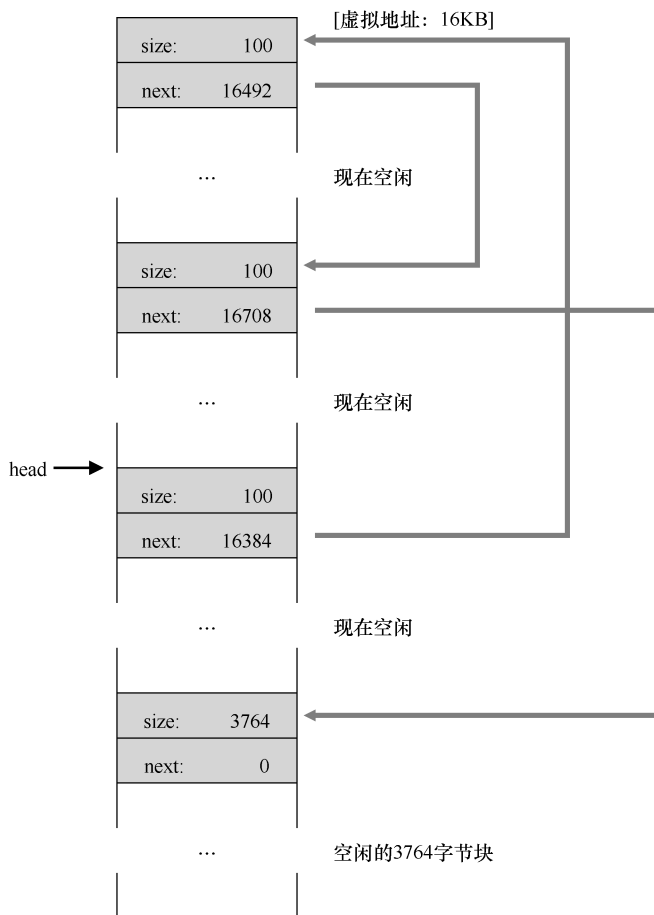 [虚拟地址：16KB]
size: 100
next: 16492
... 现在空闲
size: 100
next: 16708
... 现在空闲
head
size: 100
next: 16384
... 现在空闲
size: 3764
next: 0
... 空闲的3764字节块